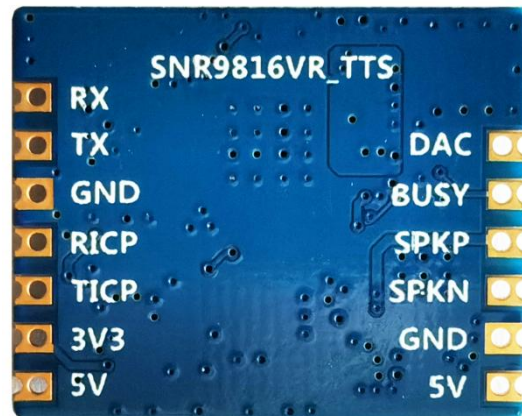 SNR9816VR_TTS
RX
TX
GND
RICP
TICP
3V3
5V
DAC
BUSY
SPKP
SPKN
GND
5V